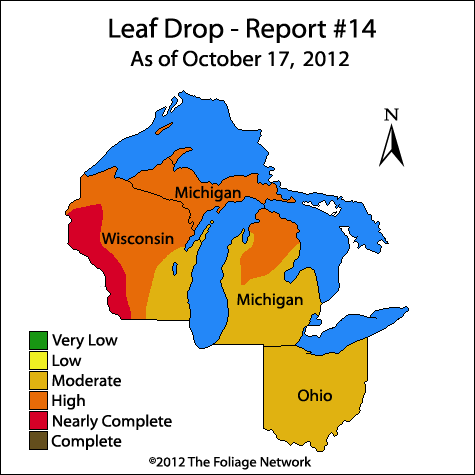 Leaf Drop - Report #14
As of October 17, 2012
N
Michigan
Wisconsin
Michigan
Ohio
Very Low
Low
Moderate
High
Nearly Complete
Complete
©2012 The Foliage Network